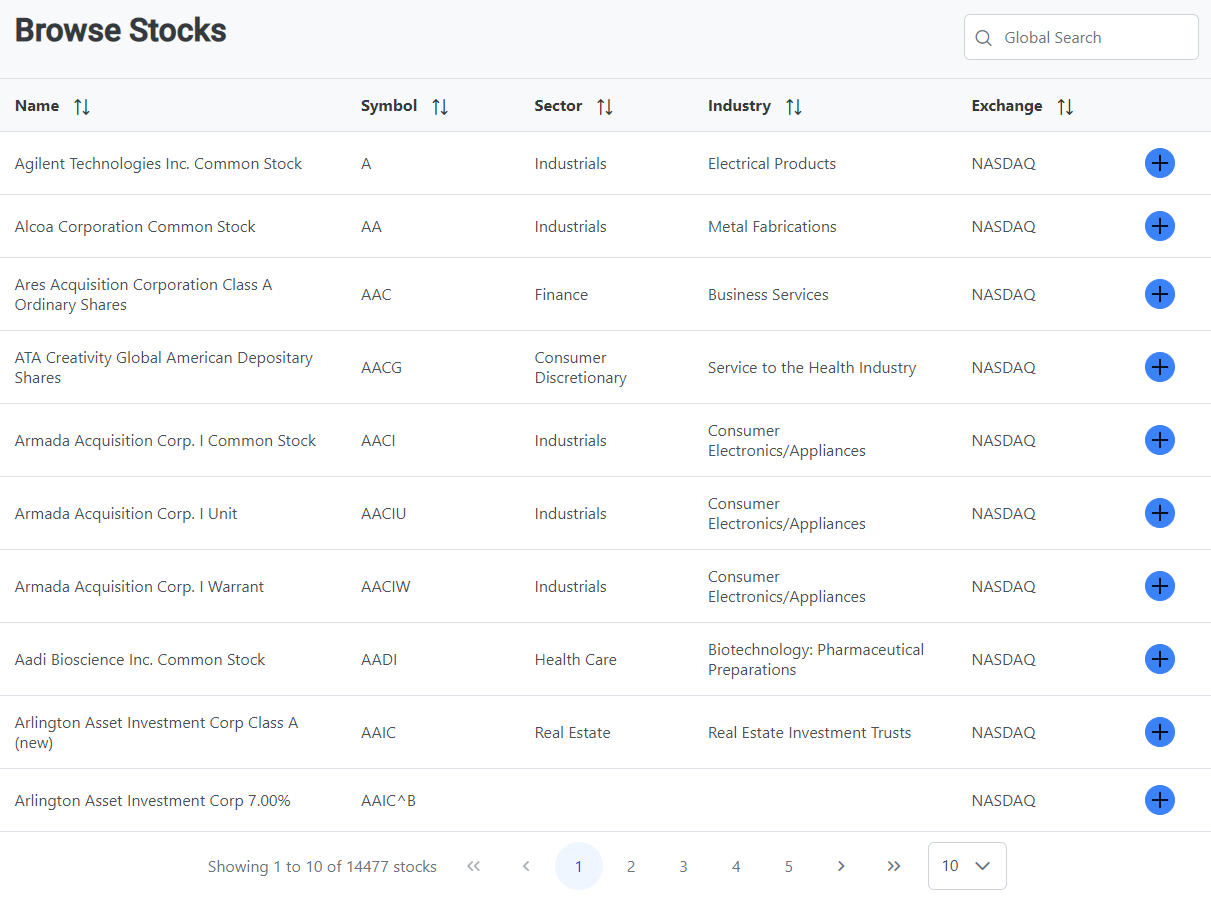 Browse Stocks
Global Search
Name Symbol Sector Industry Exchange
Agilent Technologies Inc. Common Stock A Industrials Electrical Products NASDAQ
Alcoa Corporation Common Stock AA Industrials Metal Fabrications NASDAQ
Ares Acquisition Corporation Class A
Ordinary Shares AAC Finance Business Services NASDAQ
ATA Creativity Global American Depositary
Shares AACG Consumer
Discretionary Service to the Health Industry NASDAQ
Armada Acquisition Corp. I Common Stock AACI Industrials Consumer
Electronics/Appliances NASDAQ
Armada Acquisition Corp. I Unit AACIU Industrials Consumer
Electronics/Appliances NASDAQ
Armada Acquisition Corp. I Warrant AACIW Industrials Consumer
Electronics/Appliances NASDAQ
Aadi Bioscience Inc. Common Stock AADI Health Care Biotechnology: Pharmaceutical
Preparations NASDAQ
Arlington Asset Investment Corp Class A
(new) AAIC Real Estate Real Estate Investment Trusts NASDAQ
Arlington Asset Investment Corp 7.00% AAIC^B NASDAQ
Showing 1 to 10 of 14477 stocks « ‹ 1 2 3 4 5 › » 10